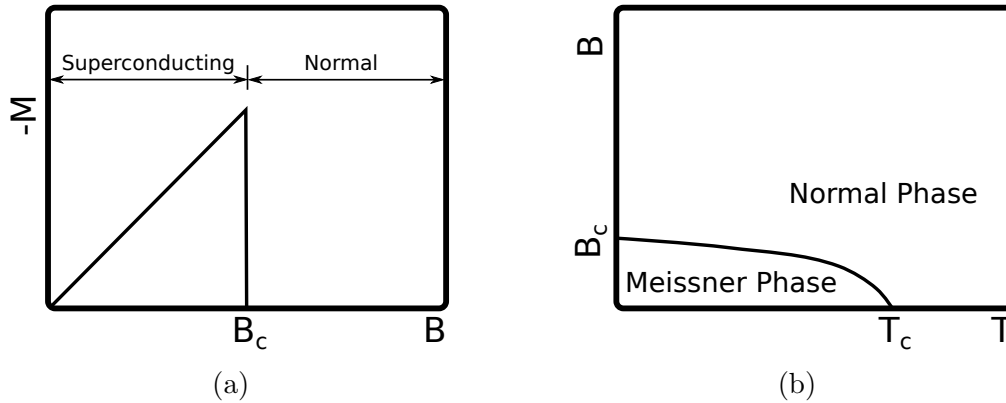 Superconducting
Normal
-M
B_c
B
(a)
B
Normal Phase
B_c
Meissner Phase
T_c
T
(b)